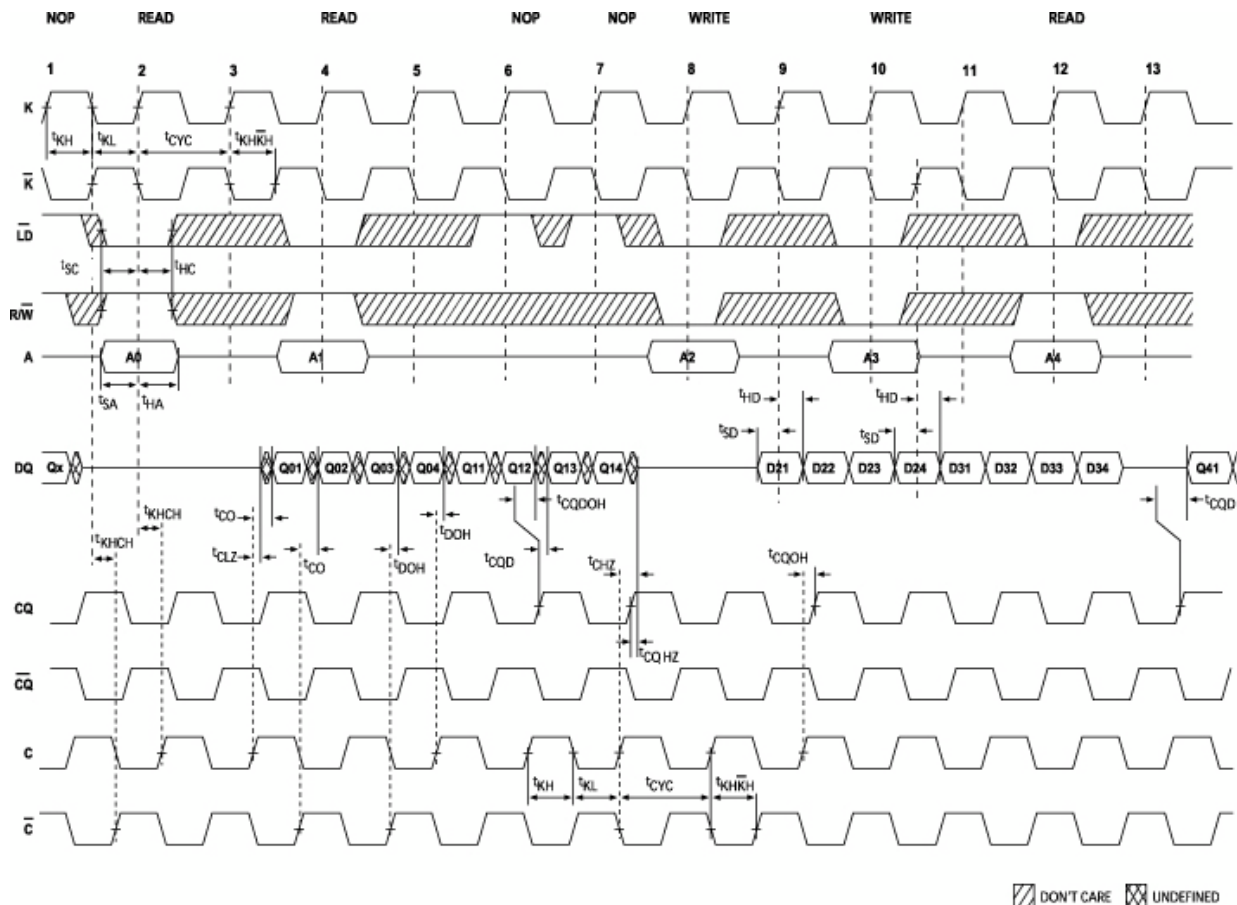 NOP READ READ NOP NOP WRITE WRITE READ
1 2 3 4 5 6 7 8 9 10 11 12 13
K
tKH tKL tCYC tKHK̅H
K̅
L̅D̅
tSC tHC
R/W̅
A A0 A1 A2 A3 A4
tSA tHA tHD tHD
tSD tSD
DQ Qx Q01 Q02 Q03 Q04 Q11 Q12 Q13 Q14 D21 D22 D23 D24 D31 D32 D33 D34 Q41
tCQDOH tCQD
tKHCH tCO tDOH
tKHCH tCLZ tCO tDOH tCQD tCHZ tCQOH
CQ
tCQHZ
C̅Q̅
C
tKH tKL tCYC tKHK̅H
C̅
DON'T CARE UNDEFINED